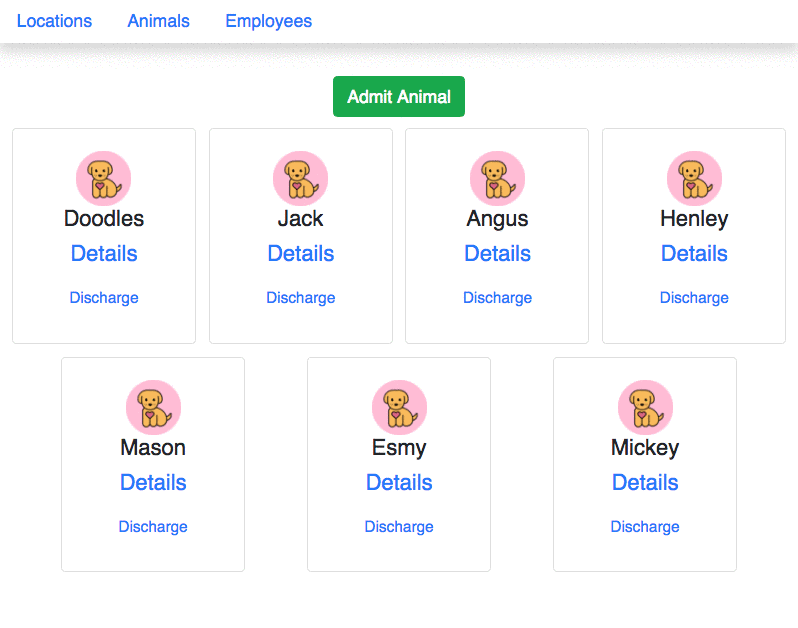 Locations Animals Employees
Admit Animal
Doodles Jack Angus Henley
Details Details Details Details
Discharge Discharge Discharge Discharge
Mason Esmy Mickey
Details Details Details
Discharge Discharge Discharge